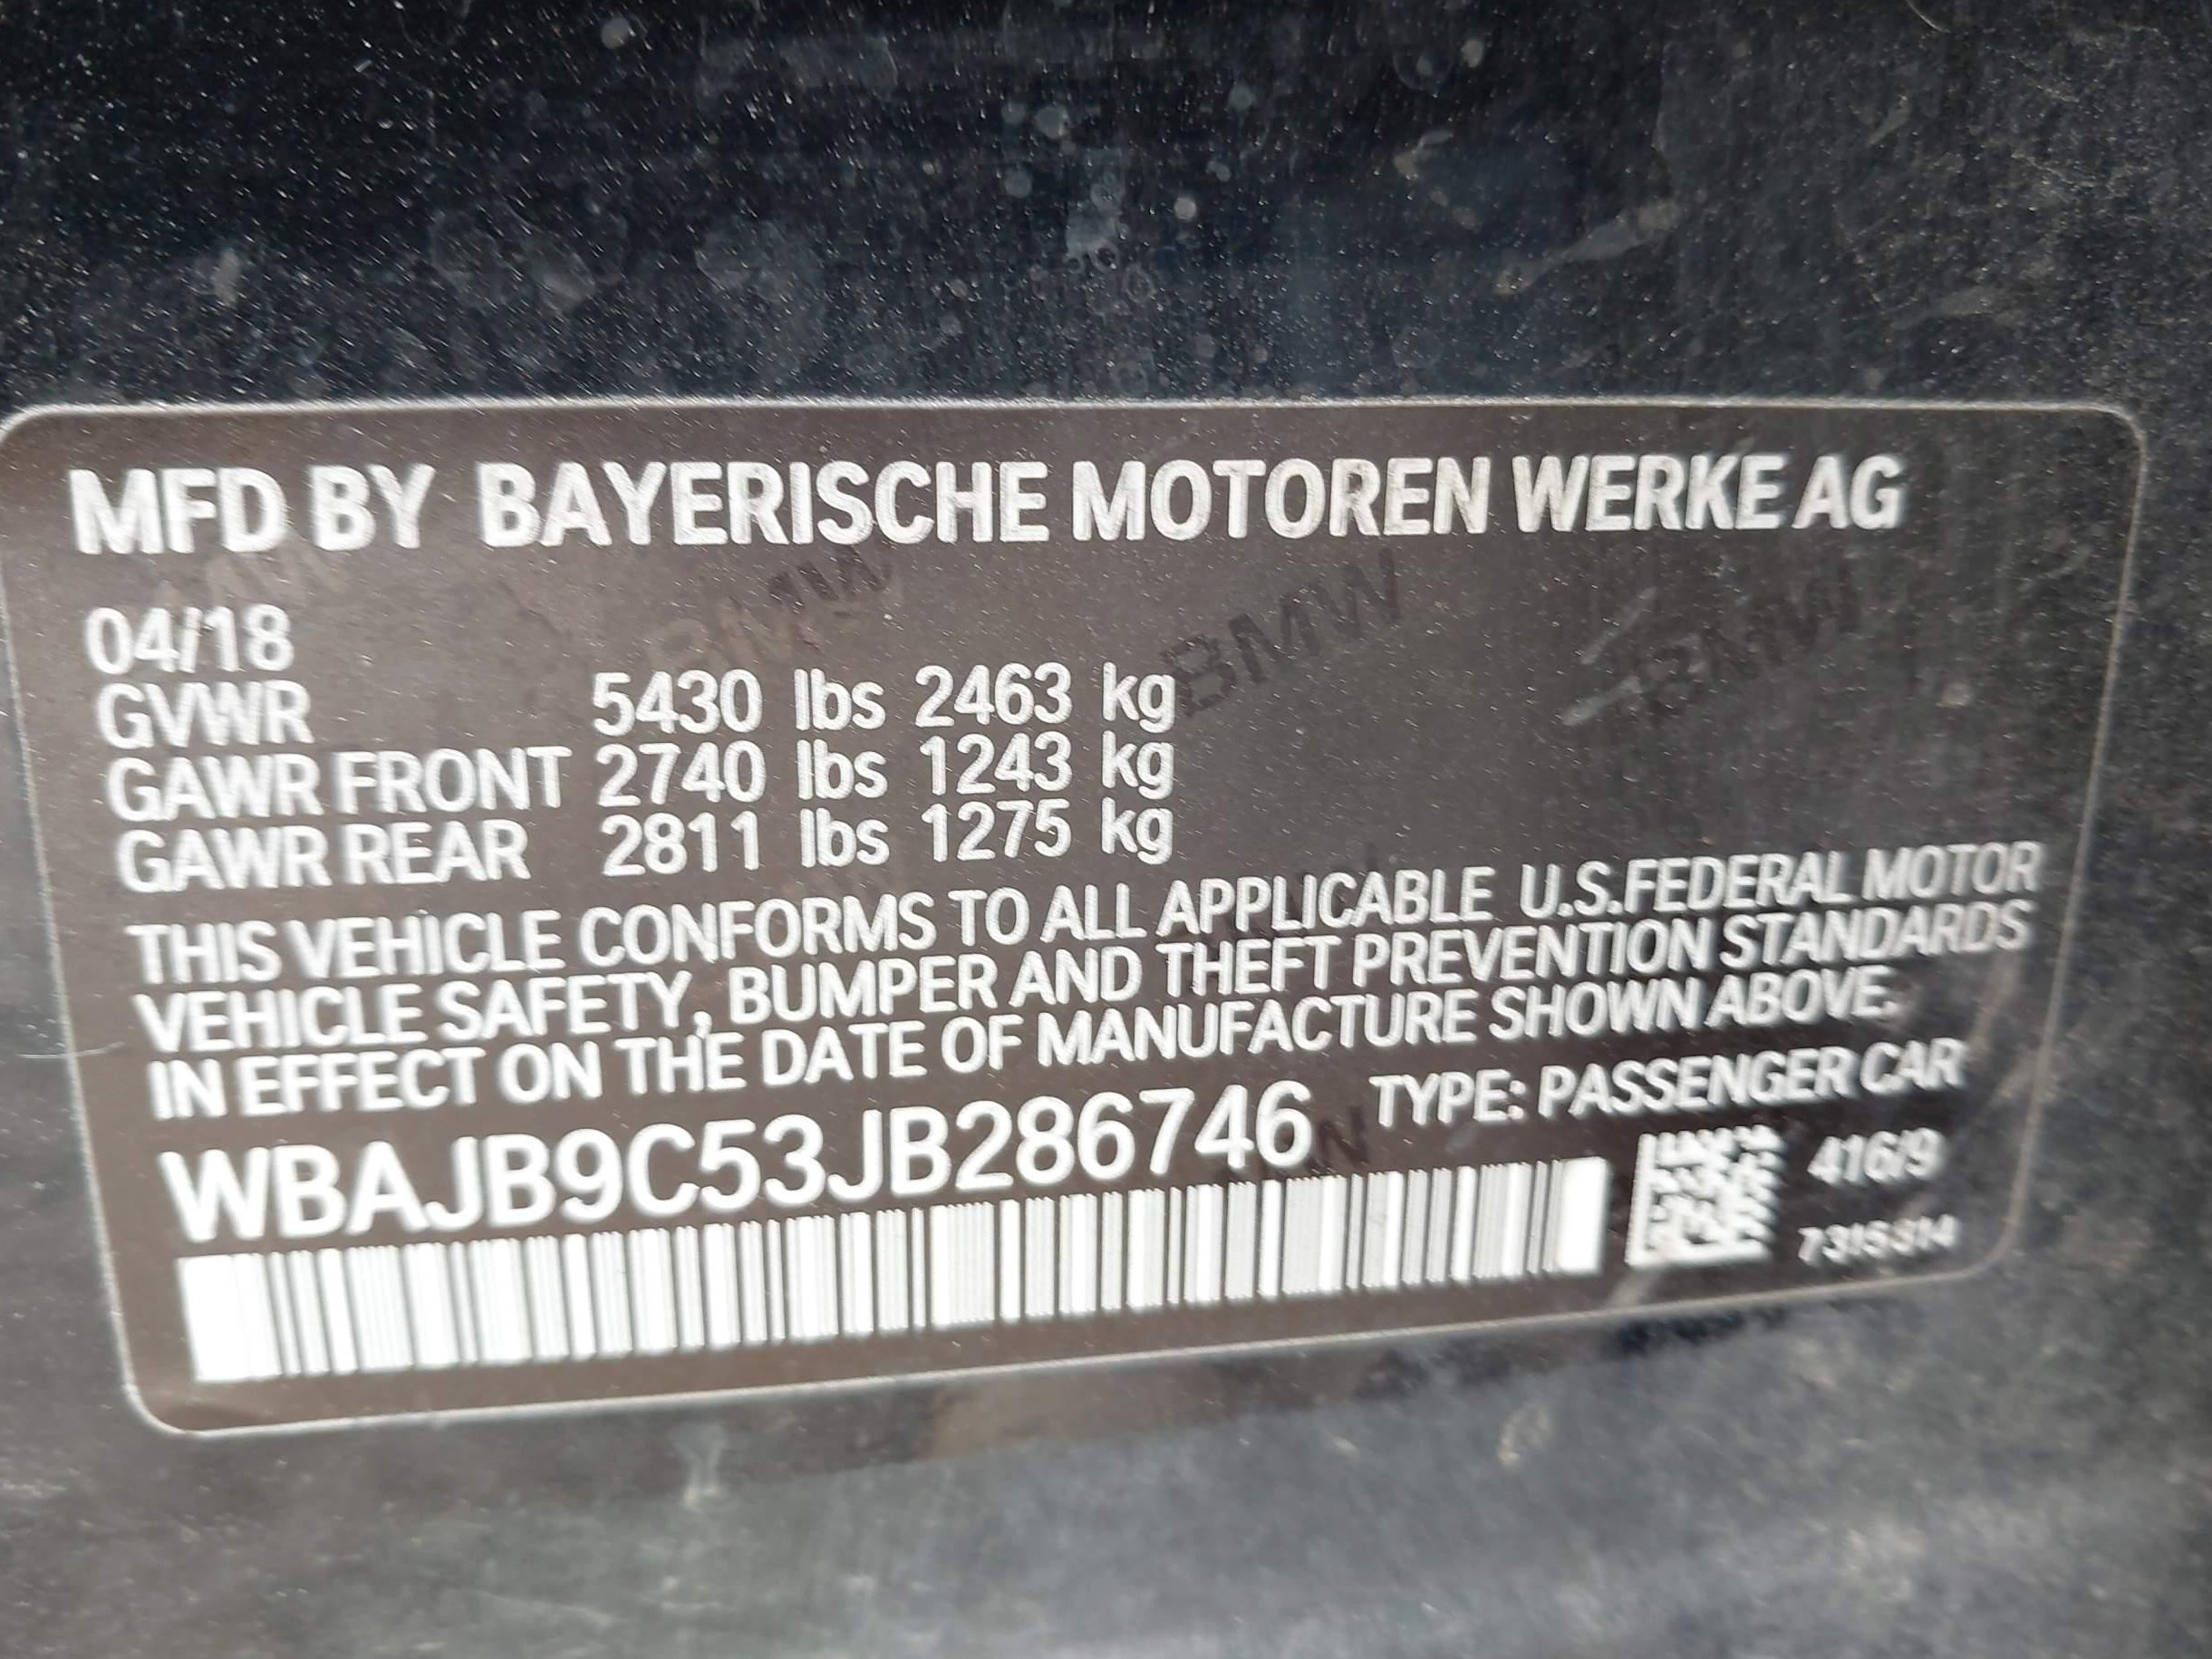 MFD BY BAYERISCHE MOTOREN WERKE AG
04/18
GVWR 5430 lbs 2463 kg
GAWR FRONT 2740 lbs 1243 kg
GAWR REAR 2811 lbs 1275 kg
THIS VEHICLE CONFORMS TO ALL APPLICABLE U.S.FEDERAL MOTOR
VEHICLE SAFETY, BUMPER AND THEFT PREVENTION STANDARDS
IN EFFECT ON THE DATE OF MANUFACTURE SHOWN ABOVE.
WBAJB9C53JB286746 TYPE: PASSENGER CAR
416/9
BMW BMW BMW